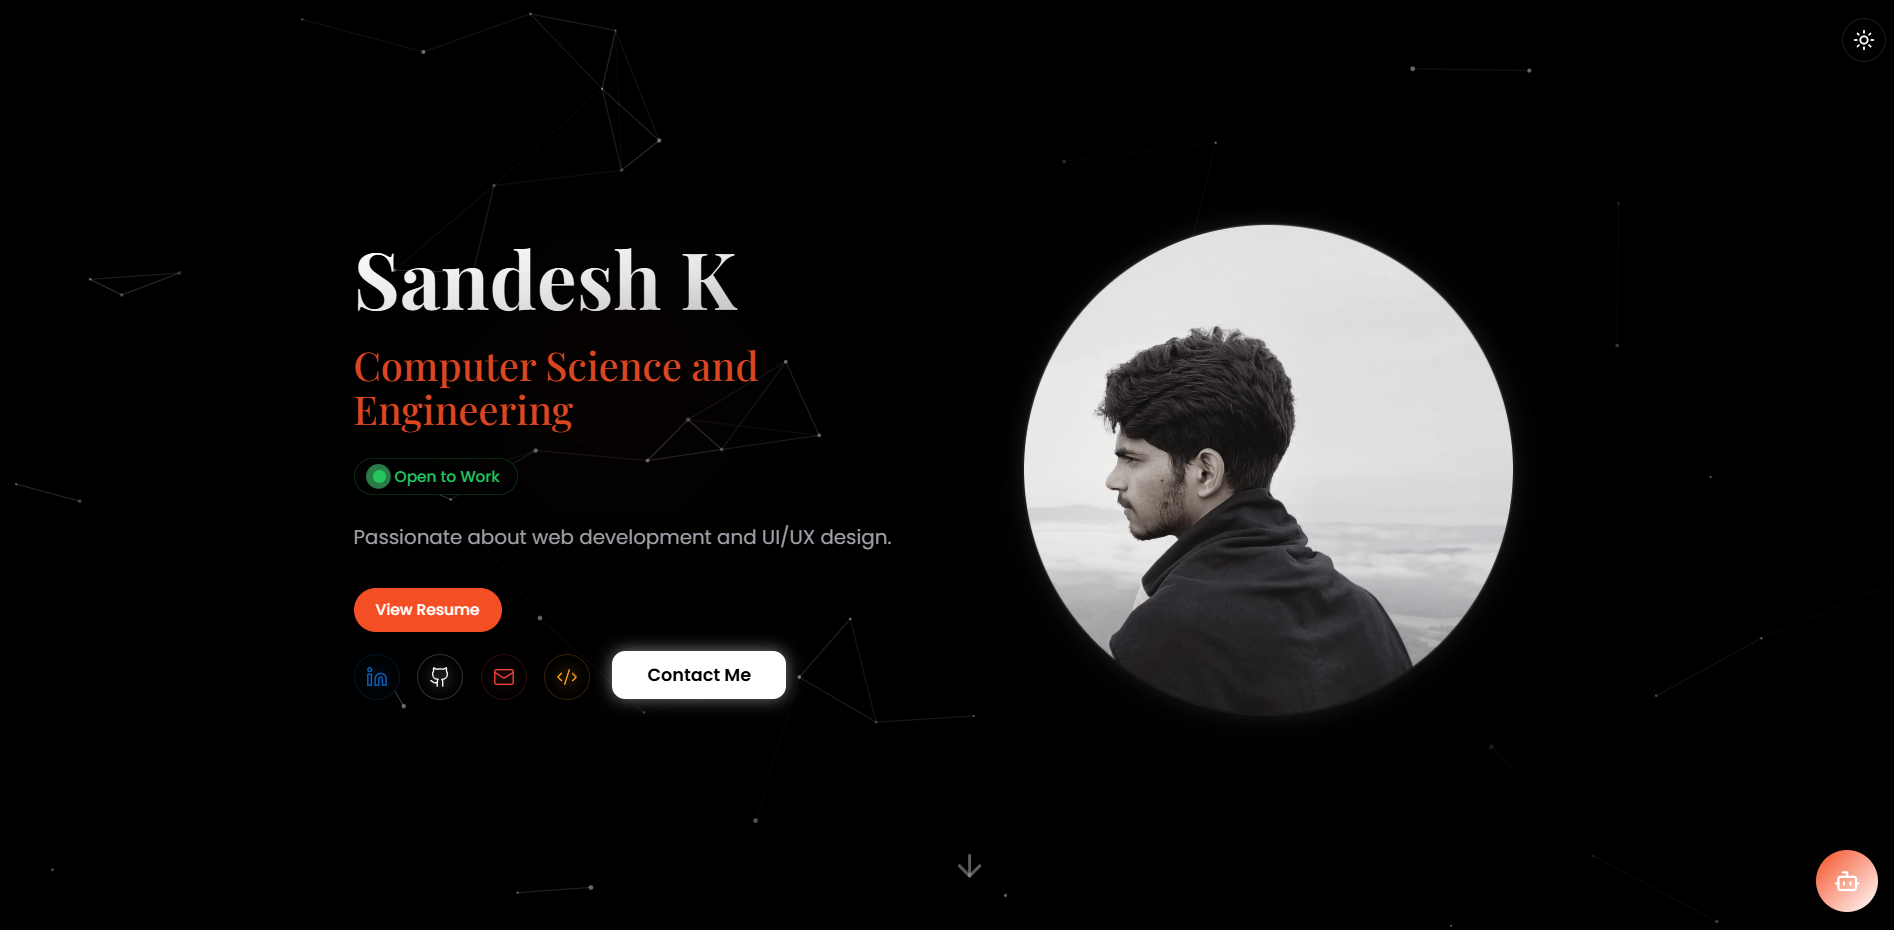 Sandesh K
Computer Science and
Engineering
Open to Work
Passionate about web development and UI/UX design.
View Resume
Contact Me